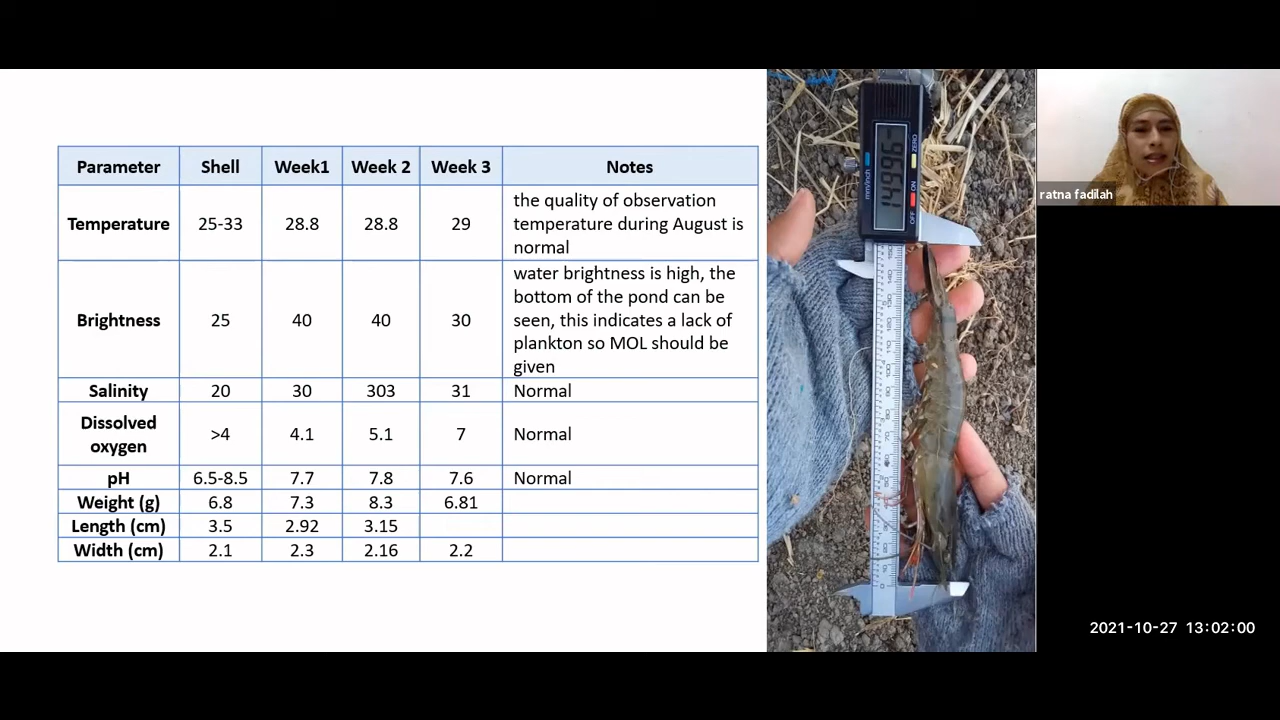 Parameter Shell Week1 Week 2 Week 3 Notes
Temperature 25-33 28.8 28.8 29 the quality of observation
temperature during August is
normal
Brightness 25 40 40 30 water brightness is high, the
bottom of the pond can be
seen, this indicates a lack of
plankton so MOL should be
given
Salinity 20 30 303 31 Normal
Dissolved
oxygen >4 4.1 5.1 7 Normal
pH 6.5-8.5 7.7 7.8 7.6 Normal
Weight (g) 6.8 7.3 8.3 6.81
Length (cm) 3.5 2.92 3.15
Width (cm) 2.1 2.3 2.16 2.2
mm/inch
OFF ON ZERO
ratna fadilah
2021-10-27 13:02:00